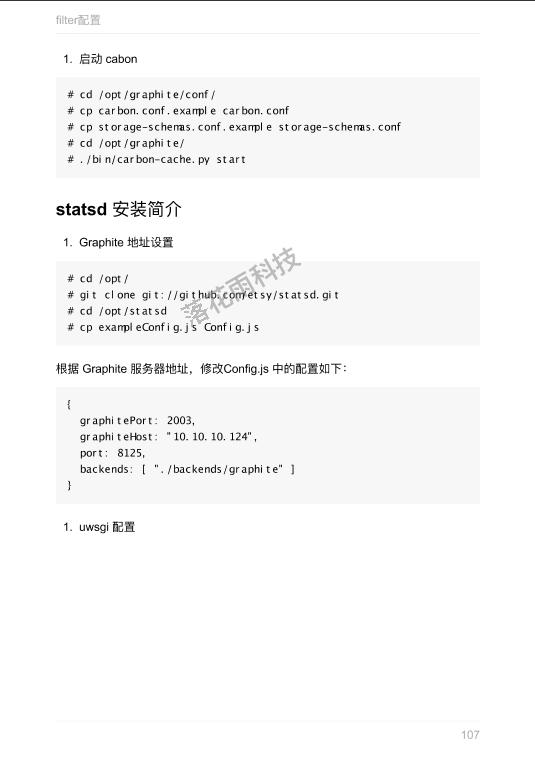 filter配置
1. 启动 cabon
# cd /opt/graphite/conf/
# cp carbon.conf.example carbon.conf
# cp storage-schemas.conf.example storage-schemas.conf
# cd /opt/graphite/
# ./bin/carbon-cache.py start
statsd 安装简介
1. Graphite 地址设置
# cd /opt/
# git clone git://github.com/etsy/statsd.git
# cd /opt/statsd
# cp exampleConfig.js Config.js
落花雨科技
根据 Graphite 服务器地址，修改Config.js 中的配置如下：
{
graphitePort: 2003,
graphiteHost: "10.10.10.124",
port: 8125,
backends: [ "./backends/graphite" ]
}
1. uwsgi 配置
107